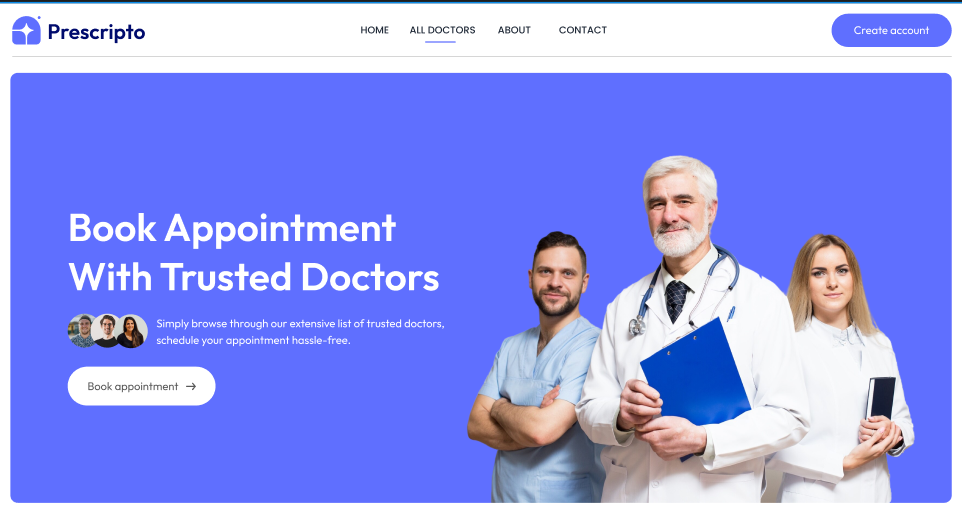 Prescripto
HOME
ALL DOCTORS
ABOUT
CONTACT
Create account
Book Appointment
With Trusted Doctors
Simply browse through our extensive list of trusted doctors,
schedule your appointment hassle-free.
Book appointment →